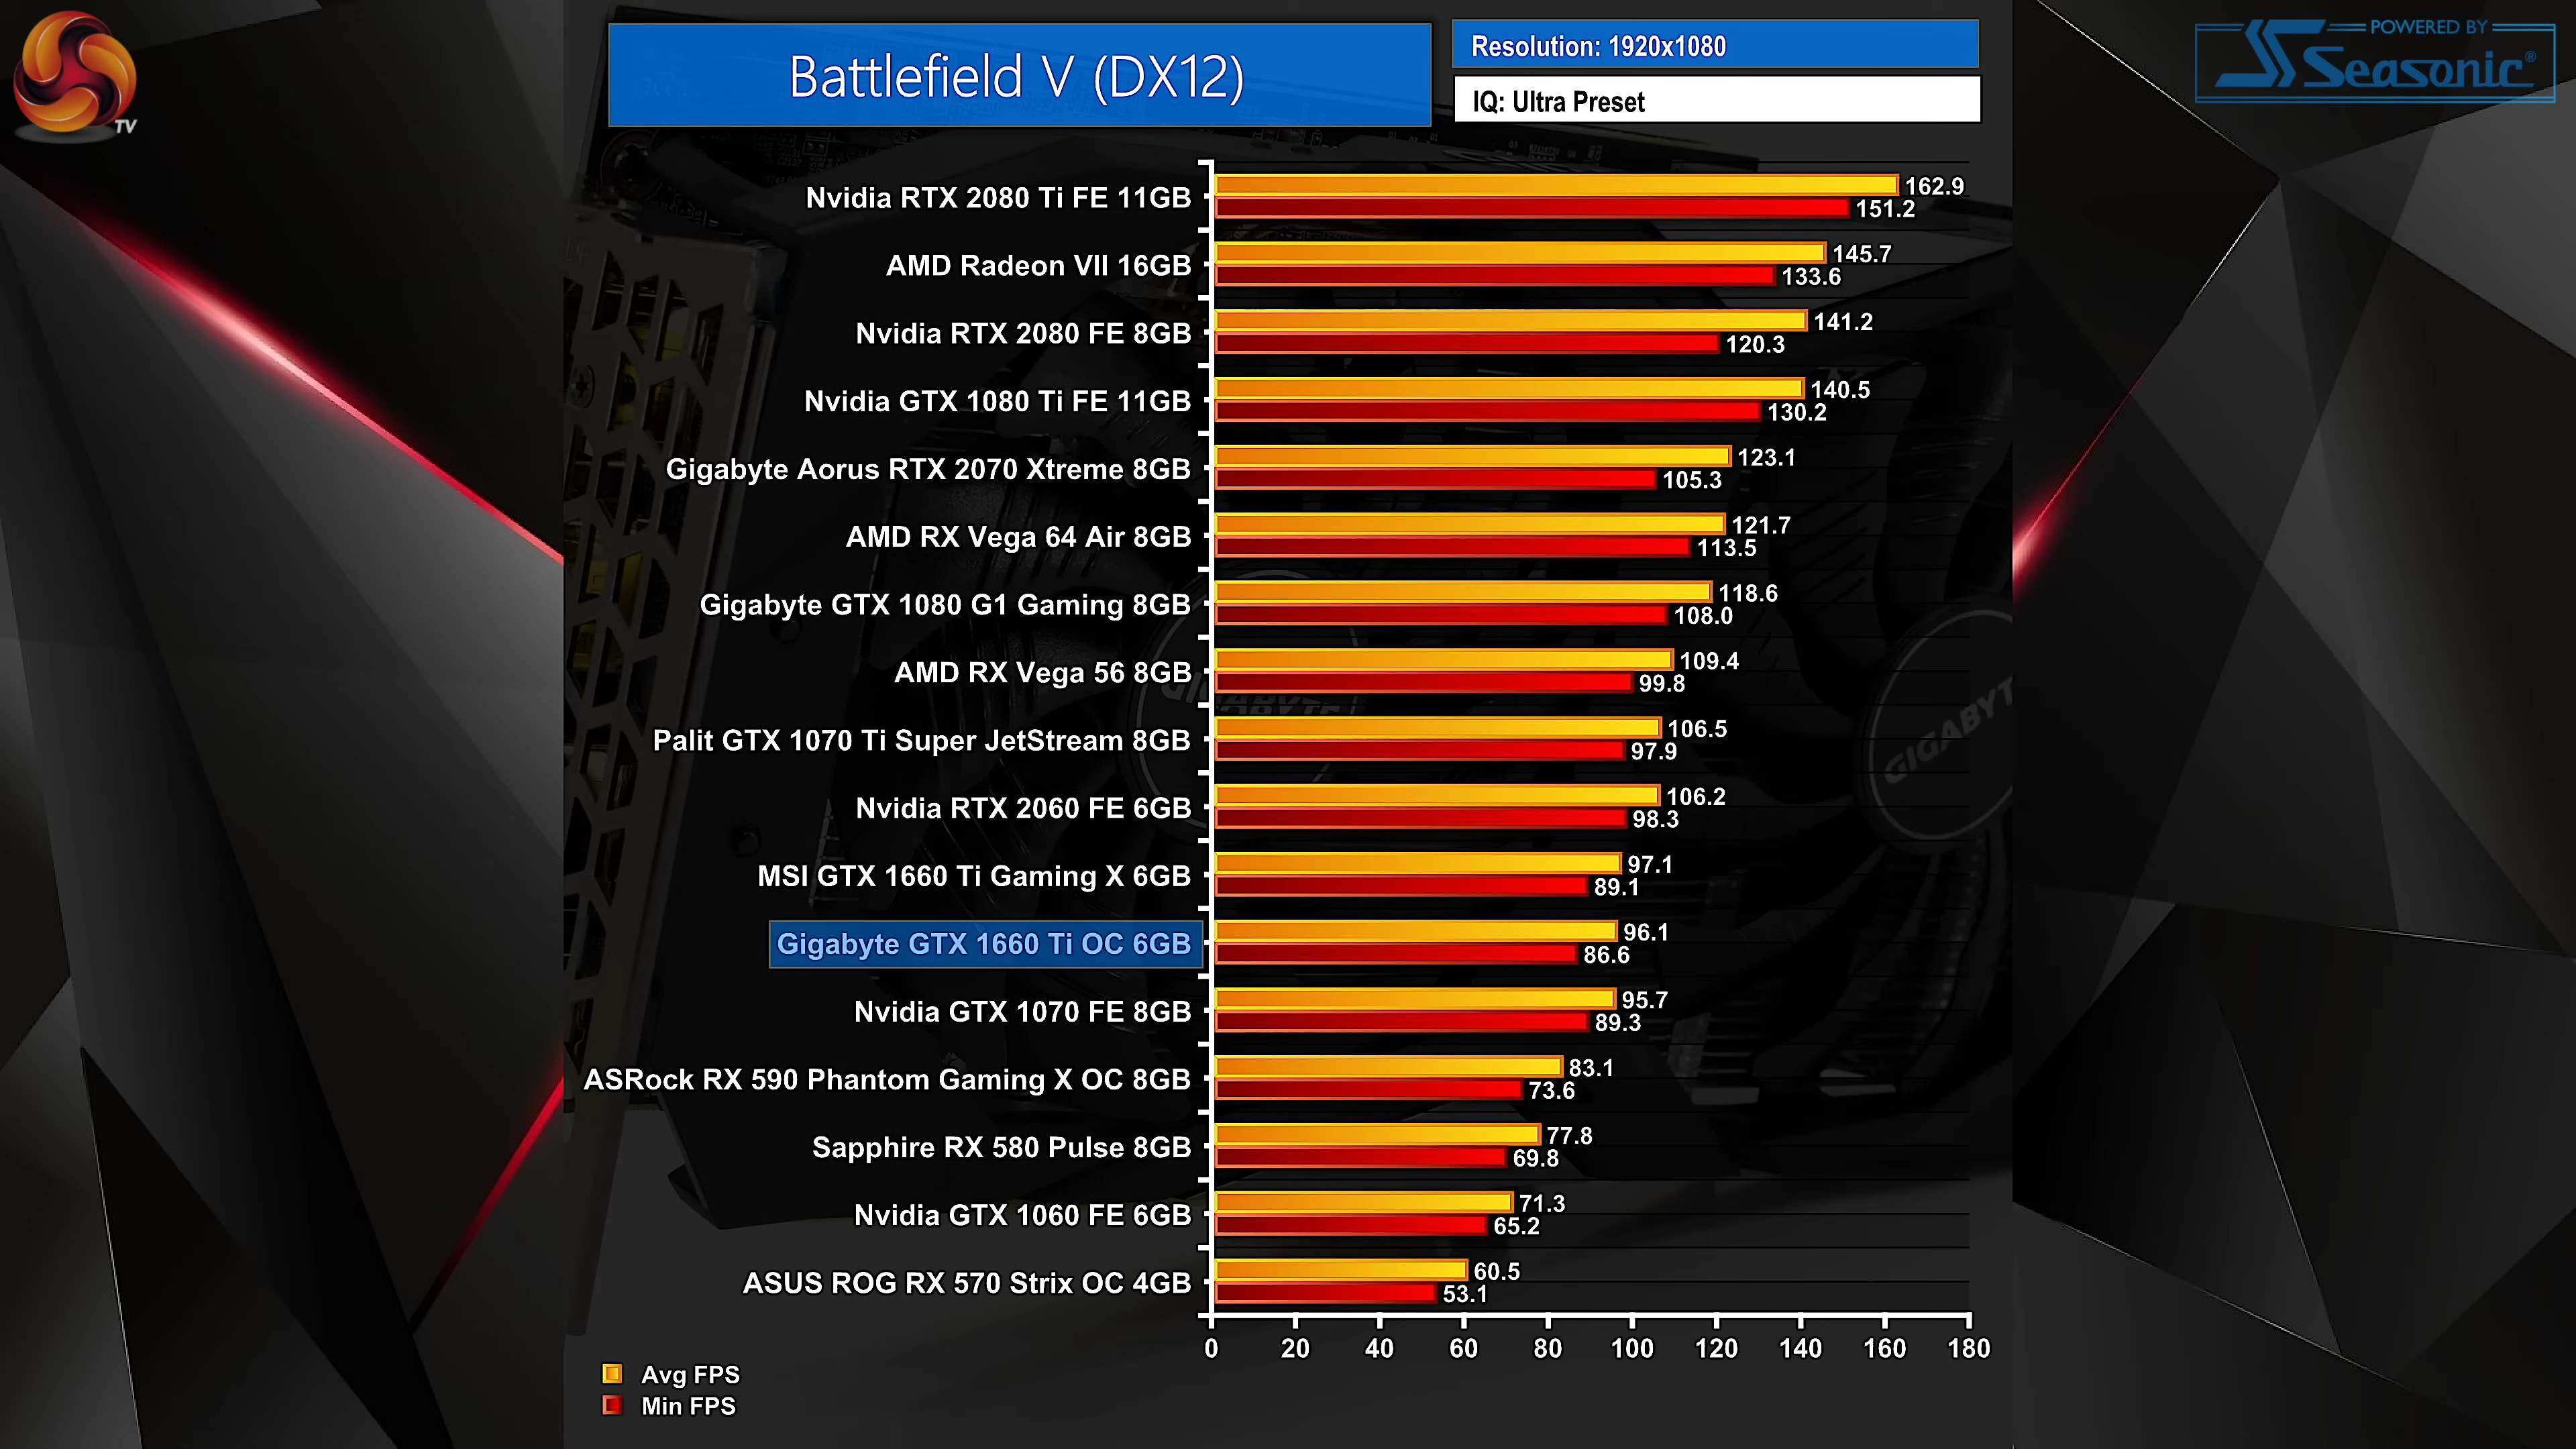 TV
Battlefield V (DX12)
Resolution: 1920x1080
IQ: Ultra Preset
POWERED BY
Seasonic®
Nvidia RTX 2080 Ti FE 11GB
162.9
151.2
AMD Radeon VII 16GB
145.7
133.6
Nvidia RTX 2080 FE 8GB
141.2
120.3
Nvidia GTX 1080 Ti FE 11GB
140.5
130.2
Gigabyte Aorus RTX 2070 Xtreme 8GB
123.1
105.3
AMD RX Vega 64 Air 8GB
121.7
113.5
Gigabyte GTX 1080 G1 Gaming 8GB
118.6
108.0
AMD RX Vega 56 8GB
109.4
99.8
Palit GTX 1070 Ti Super JetStream 8GB
106.5
97.9
Nvidia RTX 2060 FE 6GB
106.2
98.3
MSI GTX 1660 Ti Gaming X 6GB
97.1
89.1
Gigabyte GTX 1660 Ti OC 6GB
96.1
86.6
Nvidia GTX 1070 FE 8GB
95.7
89.3
ASRock RX 590 Phantom Gaming X OC 8GB
83.1
73.6
Sapphire RX 580 Pulse 8GB
77.8
69.8
Nvidia GTX 1060 FE 6GB
71.3
65.2
ASUS ROG RX 570 Strix OC 4GB
60.5
53.1
0 20 40 60 80 100 120 140 160 180
Avg FPS
Min FPS
GIGABYTE
GIGABYT